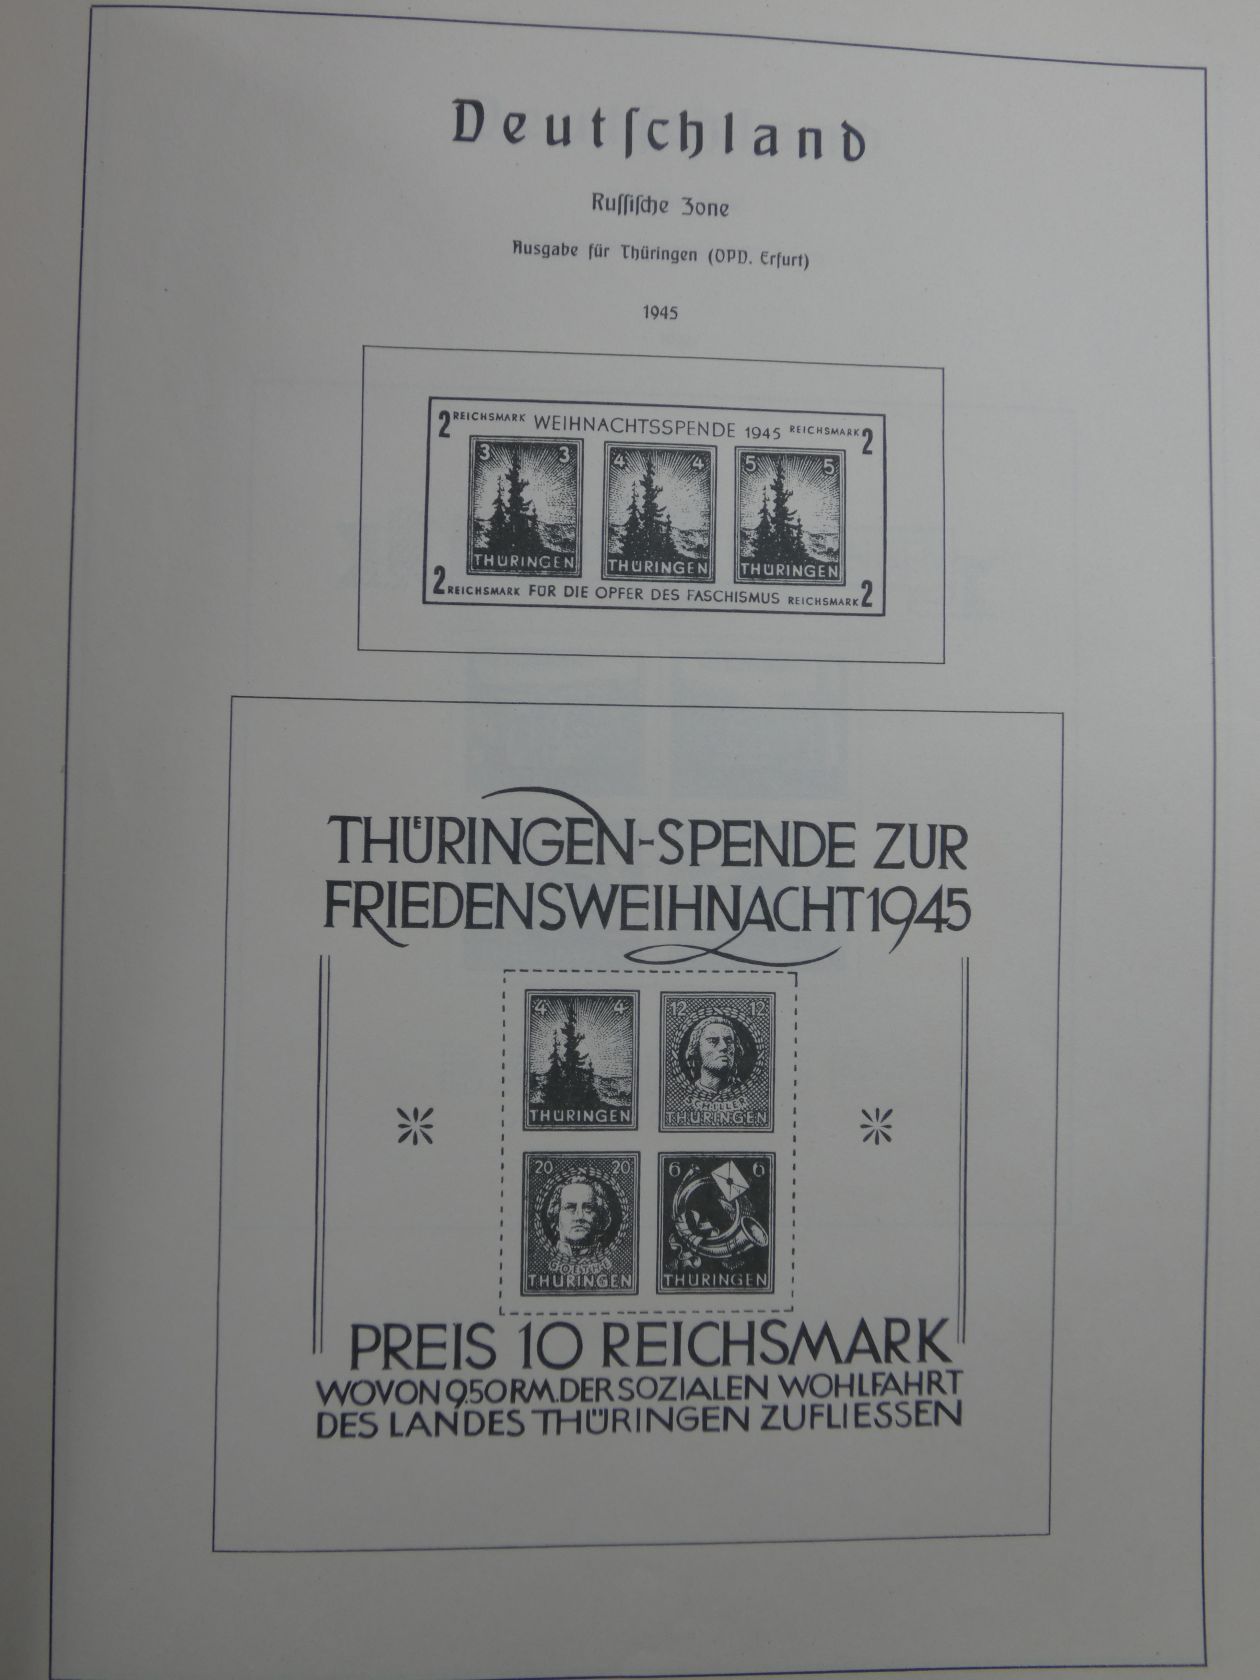 Deutſchland
Ruſſiſche Zone
Ausgabe für Thüringen (OPD. Erfurt)
1945
2 REICHSMARK WEIHNACHTSSPENDE 1945 REICHSMARK 2
3 3 4 4 5 5
THÜRINGEN THÜRINGEN THÜRINGEN
2 REICHSMARK FÜR DIE OPFER DES FASCHISMUS REICHSMARK 2
THÜRINGEN-SPENDE ZUR
FRIEDENSWEIHNACHT 1945
4 4 12 12
SCHILLER
THÜRINGEN THÜRINGEN
20 20 6 6
GOETHE
THÜRINGEN THÜRINGEN
PREIS 10 REICHSMARK
WOVON 9,50 RM. DER SOZIALEN WOHLFAHRT
DES LANDES THÜRINGEN ZUFLIESSEN